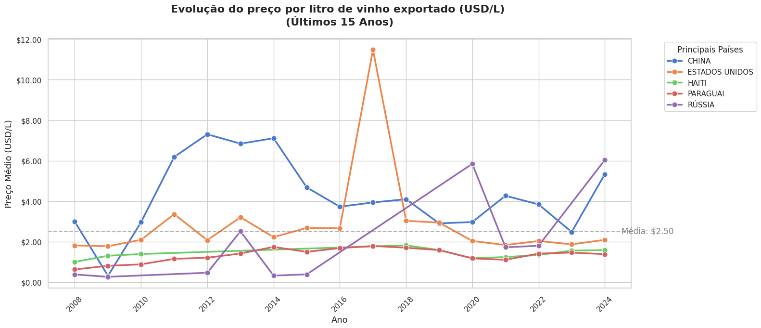 Evolução do preço por litro de vinho exportado (USD/L)
(Últimos 15 Anos)
Preço Médio (USD/L)
$12.00
$10.00
$8.00
$6.00
$4.00
$2.00
$0.00
Média: $2.50
2008
2010
2012
2014
2016
2018
2020
2022
2024
Ano
Principais Países
CHINA
ESTADOS UNIDOS
HAITI
PARAGUAI
RÚSSIA